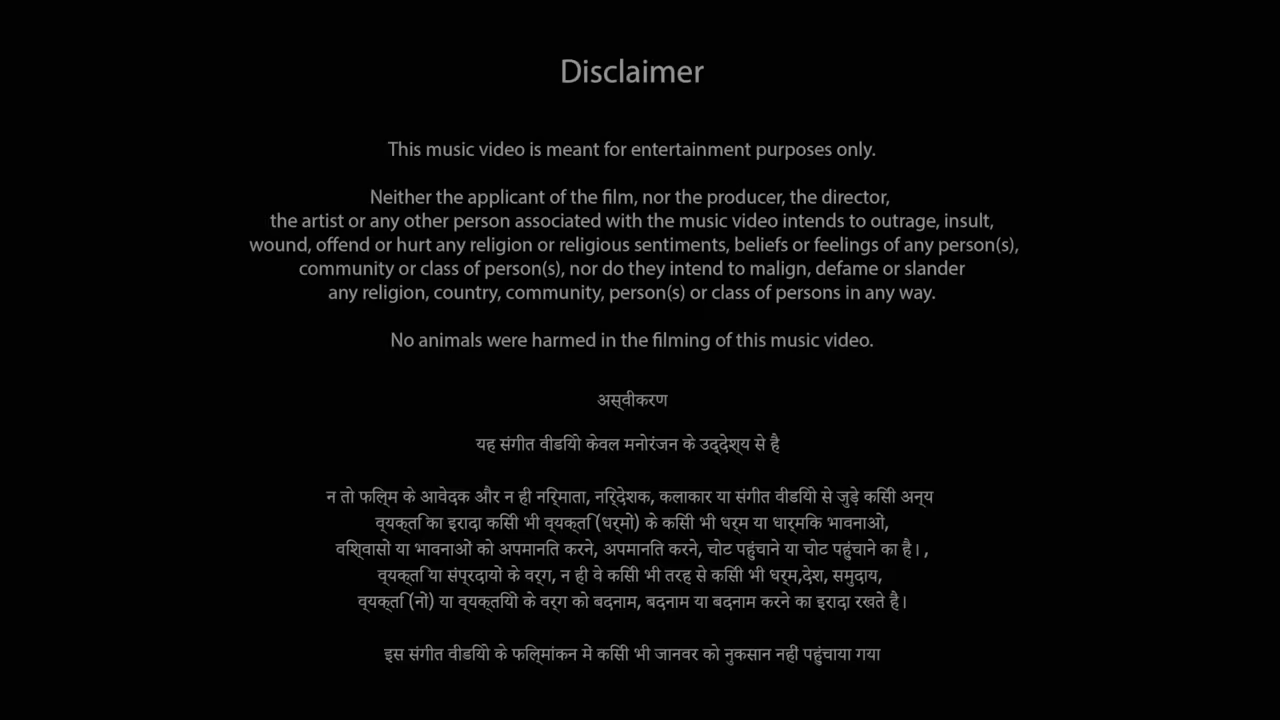 Disclaimer
This music video is meant for entertainment purposes only.
Neither the applicant of the film, nor the producer, the director,
the artist or any other person associated with the music video intends to outrage, insult,
wound, offend or hurt any religion or religious sentiments, beliefs or feelings of any person(s),
community or class of person(s), nor do they intend to malign, defame or slander
any religion, country, community, person(s) or class of persons in any way.
No animals were harmed in the filming of this music video.
अस्वीकरण
यह संगीत वीडियो केवल मनोरंजन के उद्देश्य से है
न तो फिल्म के आवेदक और न ही निर्माता, निर्देशक, कलाकार या संगीत वीडियो से जुड़े किसी अन्य
व्यक्ति का इरादा किसी भी व्यक्ति (धर्मों) के किसी भी धर्म या धार्मिक भावनाओं,
विश्वासों या भावनाओं को अपमानित करने, अपमानित करने, चोट पहुंचाने या चोट पहुंचाने का है। ,
व्यक्ति या संप्रदायों के वर्ग, न ही वे किसी भी तरह से किसी भी धर्म,देश, समुदाय,
व्यक्ति (नों) या व्यक्तियों के वर्ग को बदनाम, बदनाम या बदनाम करने का इरादा रखते है।
इस संगीत वीडियो के फिल्मांकन में किसी भी जानवर को नुकसान नहीं पहुंचाया गया